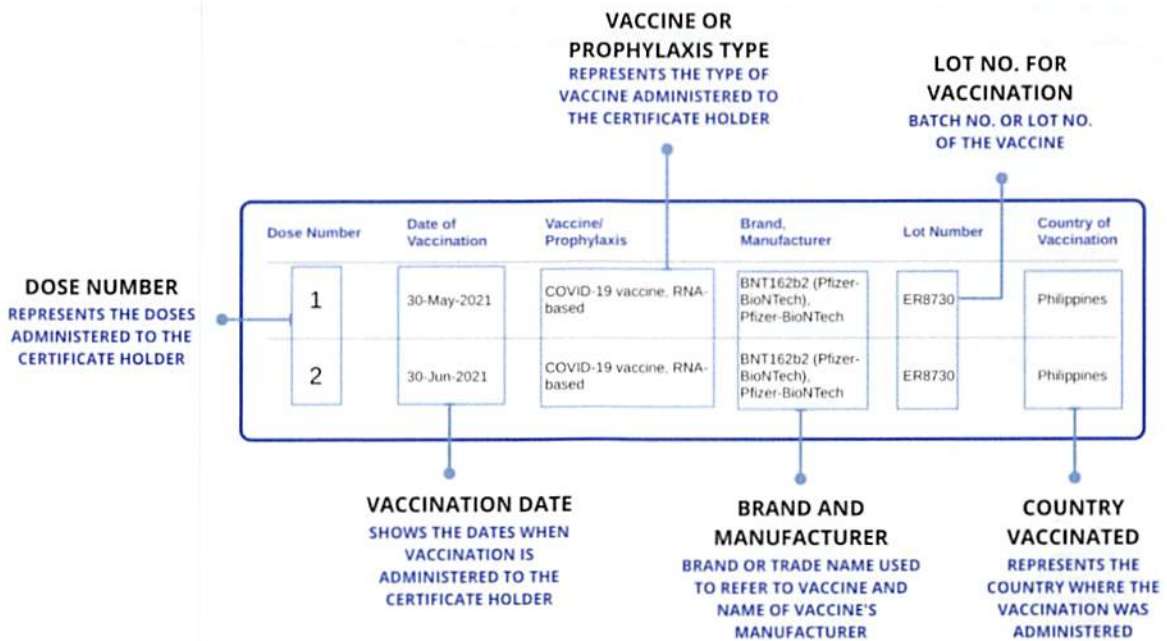 VACCINE OR
PROPHYLAXIS TYPE
REPRESENTS THE TYPE OF
VACCINE ADMINISTERED TO
THE CERTIFICATE HOLDER
LOT NO. FOR
VACCINATION
BATCH NO. OR LOT NO.
OF THE VACCINE
DOSE NUMBER
REPRESENTS THE DOSES
ADMINISTERED TO THE
CERTIFICATE HOLDER
Dose Number
Date of
Vaccination
Vaccine/
Prophylaxis
Brand,
Manufacturer
Lot Number
Country of
Vaccination
1
30-May-2021
COVID-19 vaccine, RNA-
based
BNT162b2 (Pfizer-
BioNTech),
Pfizer-BioNTech
ER8730
Philippines
2
30-Jun-2021
COVID-19 vaccine, RNA-
based
BNT162b2 (Pfizer-
BioNTech),
Pfizer-BioNTech
ER8730
Philippines
VACCINATION DATE
SHOWS THE DATES WHEN
VACCINATION IS
ADMINISTERED TO THE
CERTIFICATE HOLDER
BRAND AND
MANUFACTURER
BRAND OR TRADE NAME USED
TO REFER TO VACCINE AND
NAME OF VACCINE'S
MANUFACTURER
COUNTRY
VACCINATED
REPRESENTS THE
COUNTRY WHERE THE
VACCINATION WAS
ADMINISTERED